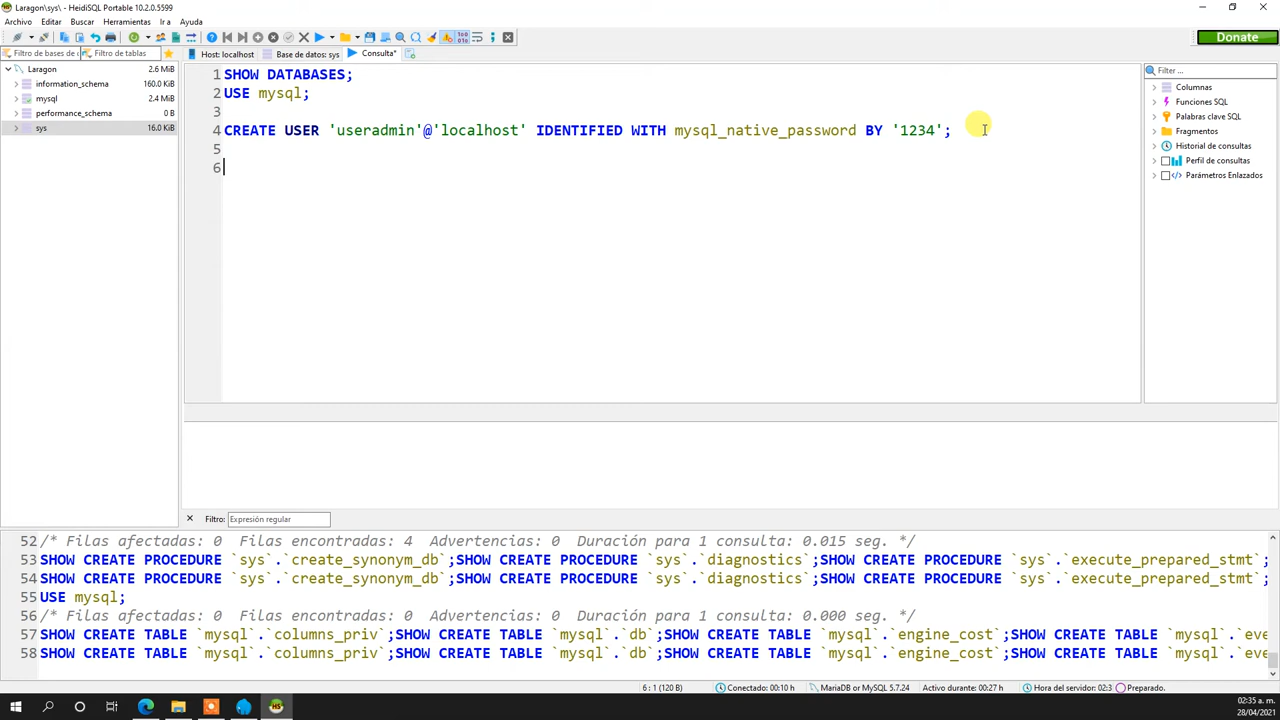 Laragon\sys\ - HeidiSQL Portable 10.2.0.5599
Archivo Editar Buscar Herramientas Ir a Ayuda
Donate
Filtro de bases de Filtro de tablas
Host: localhost Base de datos: sys Consulta*
Laragon 2.6 MiB
information_schema 160.0 KiB
mysql 2.4 MiB
performance_schema 0 B
sys 16.0 KiB
1 SHOW DATABASES;
2 USE mysql;
3
4 CREATE USER 'useradmin'@'localhost' IDENTIFIED WITH mysql_native_password BY '1234';
5
6
Filter ...
Columnas
Funciones SQL
Palabras clave SQL
Fragmentos
Historial de consultas
Perfil de consultas
Parámetros Enlazados
Filtro: Expresión regular
52 /* Filas afectadas: 0 Filas encontradas: 4 Advertencias: 0 Duración para 1 consulta: 0.015 seg. */
53 SHOW CREATE PROCEDURE `sys`.`create_synonym_db`;SHOW CREATE PROCEDURE `sys`.`diagnostics`;SHOW CREATE PROCEDURE `sys`.`execute_prepared_stmt`;
54 SHOW CREATE PROCEDURE `sys`.`create_synonym_db`;SHOW CREATE PROCEDURE `sys`.`diagnostics`;SHOW CREATE PROCEDURE `sys`.`execute_prepared_stmt`;
55 USE mysql;
56 /* Filas afectadas: 0 Filas encontradas: 0 Advertencias: 0 Duración para 1 consulta: 0.000 seg. */
57 SHOW CREATE TABLE `mysql`.`columns_priv`;SHOW CREATE TABLE `mysql`.`db`;SHOW CREATE TABLE `mysql`.`engine_cost`;SHOW CREATE TABLE `mysql`.`eve
58 SHOW CREATE TABLE `mysql`.`columns_priv`;SHOW CREATE TABLE `mysql`.`db`;SHOW CREATE TABLE `mysql`.`engine_cost`;SHOW CREATE TABLE `mysql`.`eve
6 : 1 (120 B) Conectado: 00:10 h MariaDB or MySQL 5.7.24 Activo durante: 00:27 h Hora del servidor: 02:3 Preparado.
02:35 a. m.
28/04/2021